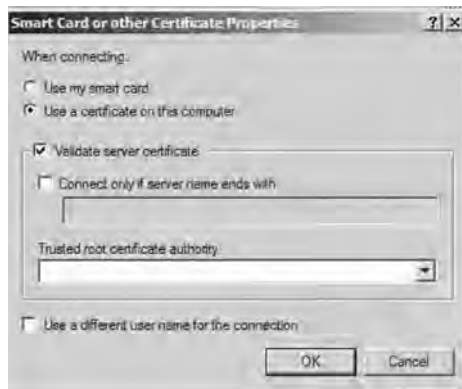 Smart Card or other Certificate Properties
When connecting:
Use my smart card
Use a certificate on this computer
Validate server certificate
Connect only if server name ends with
Trusted root certificate authority
Use a different user name for the connection
OK Cancel